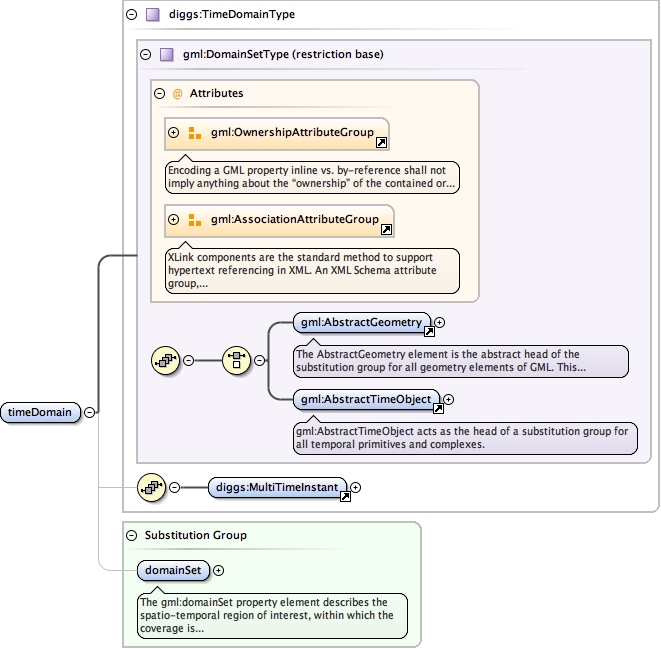 diggs:TimeDomainType
gml:DomainSetType (restriction base)
@ Attributes
gml:OwnershipAttributeGroup
Encoding a GML property inline vs. by-reference shall not
imply anything about the "ownership" of the contained or...
gml:AssociationAttributeGroup
XLink components are the standard method to support
hypertext referencing in XML. An XML Schema attribute
group,...
gml:AbstractGeometry
The AbstractGeometry element is the abstract head of the
substitution group for all geometry elements of GML. This...
timeDomain
gml:AbstractTimeObject
gml:AbstractTimeObject acts as the head of a substitution group for
all temporal primitives and complexes.
diggs:MultiTimeInstant
Substitution Group
domainSet
The gml:domainSet property element describes the
spatio-temporal region of interest, within which the
coverage is...